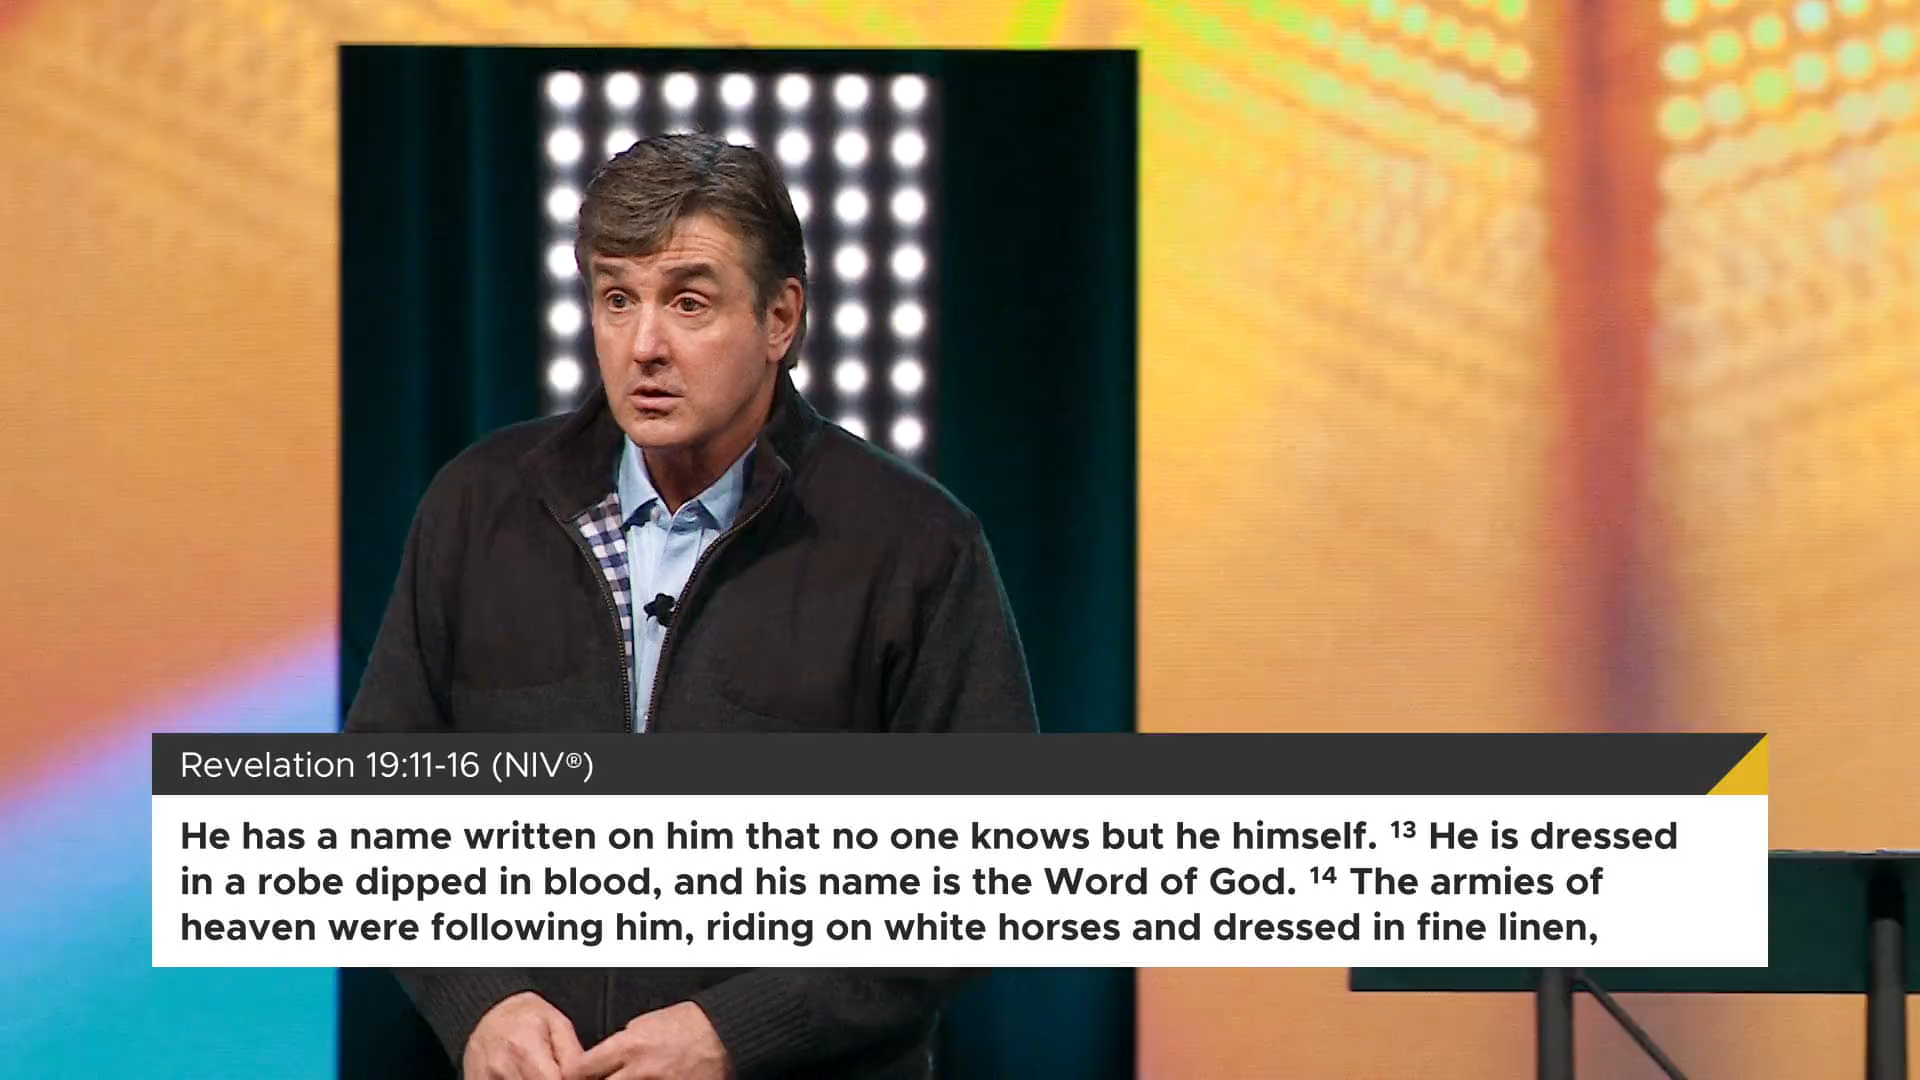 Revelation 19:11-16 (NIV®)
He has a name written on him that no one knows but he himself. ¹³ He is dressed
in a robe dipped in blood, and his name is the Word of God. ¹⁴ The armies of
heaven were following him, riding on white horses and dressed in fine linen,